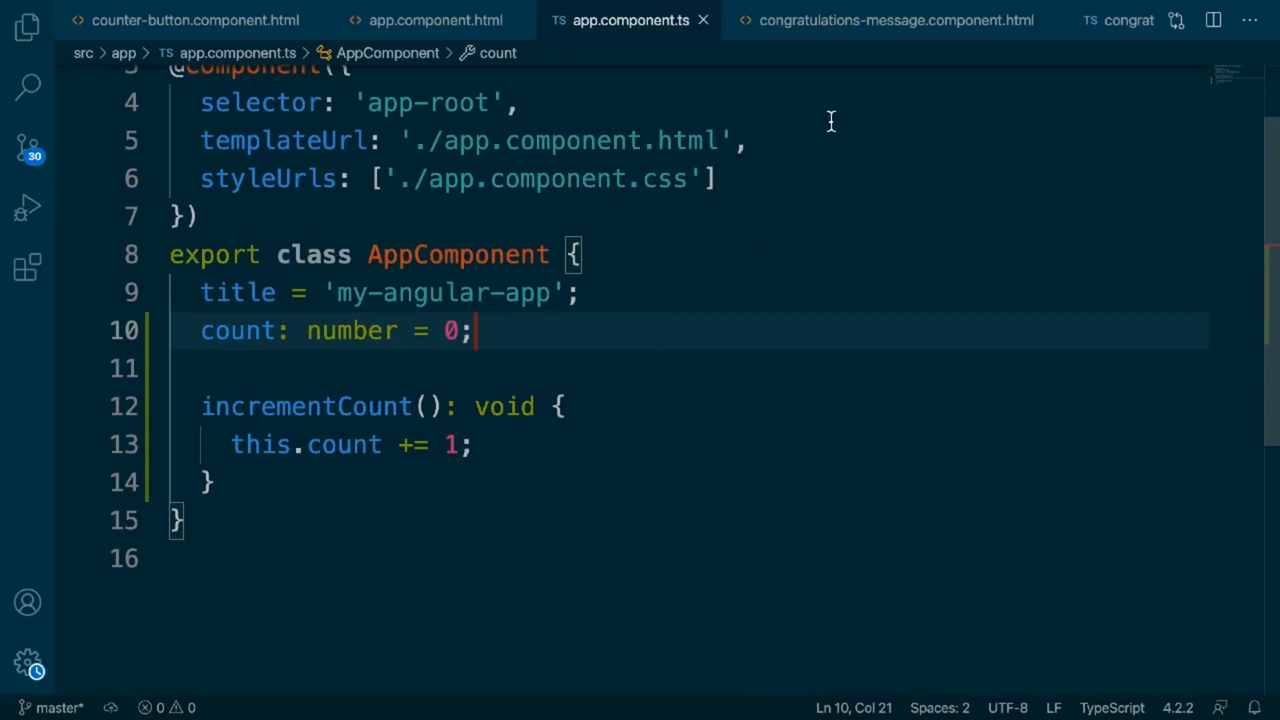 counter-button.component.html
app.component.html
TS app.component.ts
congratulations-message.component.html
TS congrat
src > app > TS app.component.ts > AppComponent > count
3 @Component({
4 selector: 'app-root',
5 templateUrl: './app.component.html',
6 styleUrls: ['./app.component.css']
7 })
8 export class AppComponent {
9 title = 'my-angular-app';
10 count: number = 0;
11
12 incrementCount(): void {
13 this.count += 1;
14 }
15 }
16
30
master* 0 0 Ln 10, Col 21 Spaces: 2 UTF-8 LF TypeScript 4.2.2